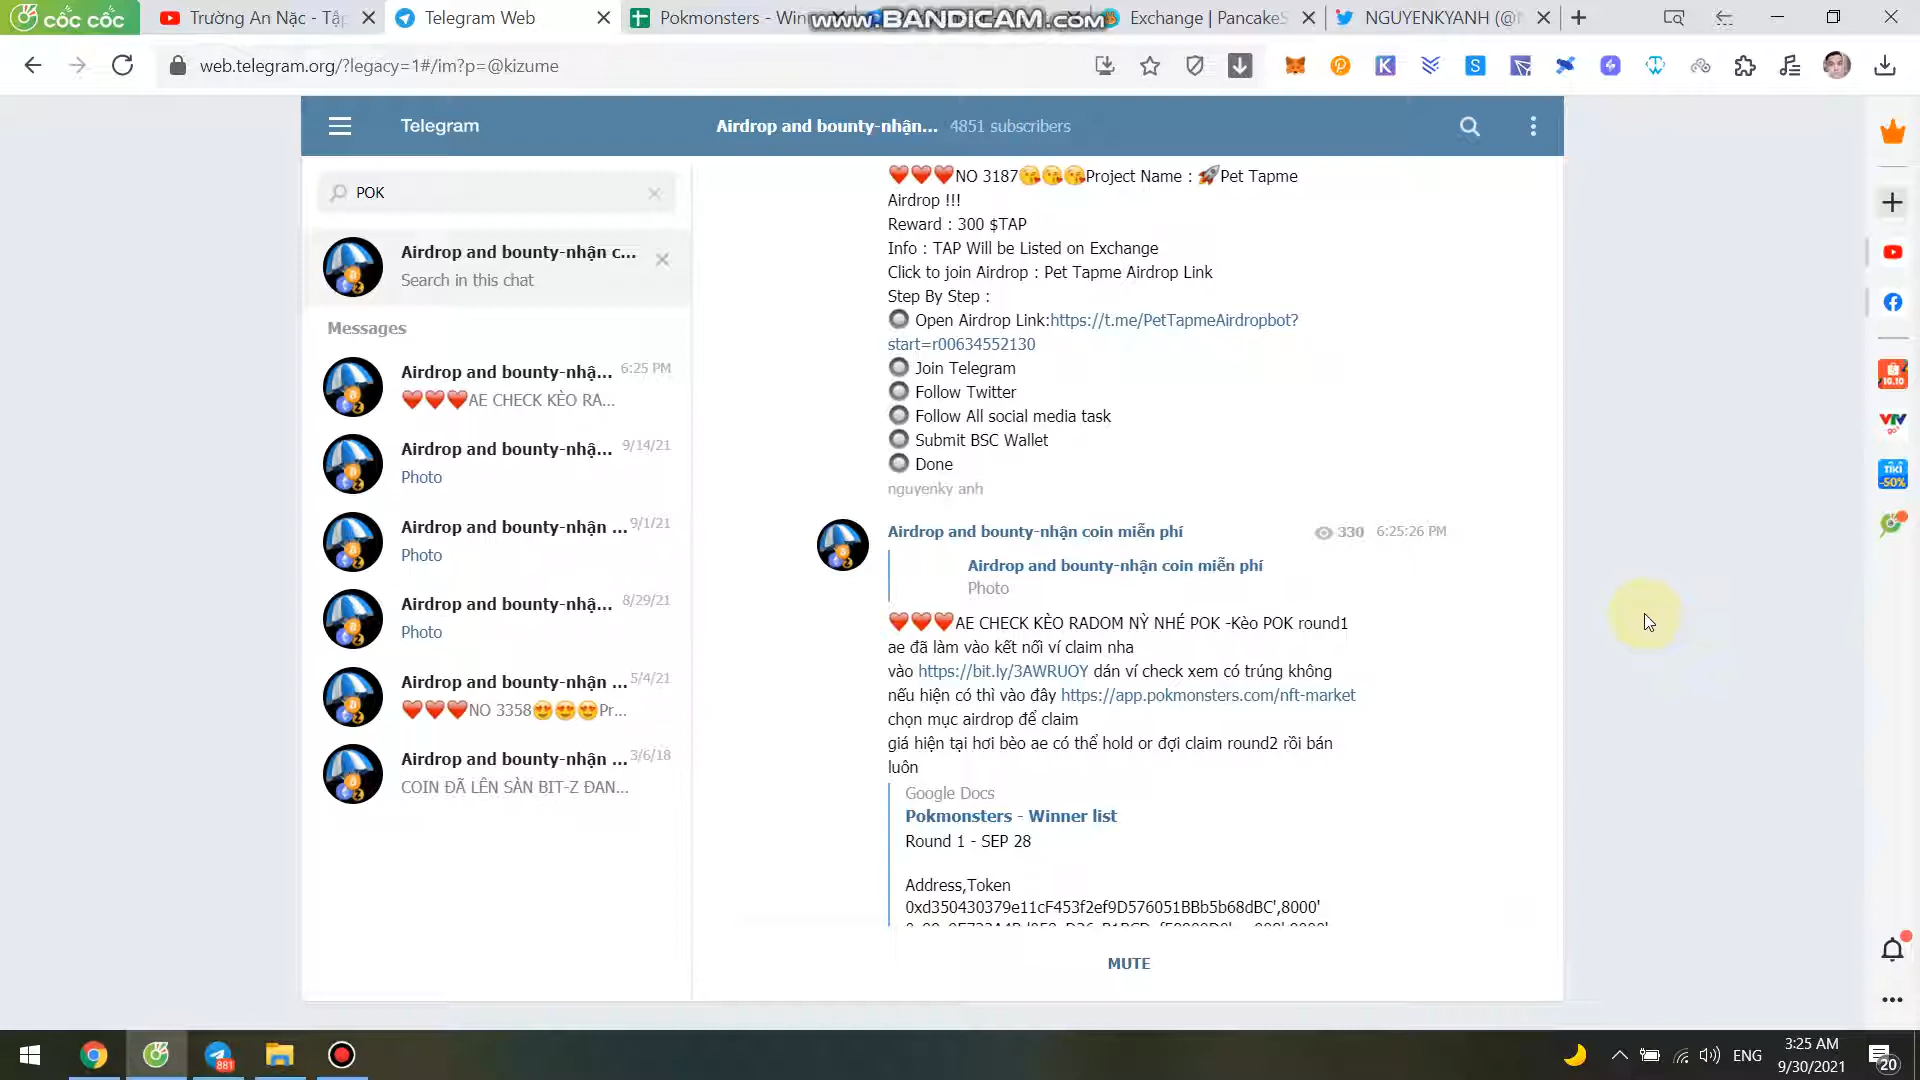 cốc cốc
Trường An Nặc - Tập
Telegram Web
Pokmonsters - Winn
www.BANDICAM.com
Exchange | PancakeS
NGUYENKYANH (@
web.telegram.org/?legacy=1#/im?p=@kizume
Telegram
Airdrop and bounty-nhận... 4851 subscribers
POK
Airdrop and bounty-nhận c...
Search in this chat
Messages
Airdrop and bounty-nhậ... 6:25 PM
❤️❤️❤️AE CHECK KÈO RA...
Airdrop and bounty-nhậ... 9/14/21
Photo
Airdrop and bounty-nhận ... 9/1/21
Photo
Airdrop and bounty-nhậ... 8/29/21
Photo
Airdrop and bounty-nhận ... 5/4/21
❤️❤️❤️NO 3358😍😍😍Pr...
Airdrop and bounty-nhận ... 3/6/18
COIN ĐÃ LÊN SÀN BIT-Z ĐAN...
❤️❤️❤️NO 3187😘😘😘Project Name : 🚀Pet Tapme
Airdrop !!!
Reward : 300 $TAP
Info : TAP Will be Listed on Exchange
Click to join Airdrop : Pet Tapme Airdrop Link
Step By Step :
🔘 Open Airdrop Link:https://t.me/PetTapmeAirdropbot?
start=r00634552130
🔘 Join Telegram
🔘 Follow Twitter
🔘 Follow All social media task
🔘 Submit BSC Wallet
🔘 Done
nguyenky anh
Airdrop and bounty-nhận coin miễn phí 330 6:25:26 PM
Airdrop and bounty-nhận coin miễn phí
Photo
❤️❤️❤️AE CHECK KÈO RADOM NỲ NHÉ POK -Kèo POK round1
ae đã làm vào kết nối ví claim nha
vào https://bit.ly/3AWRUOY dán ví check xem có trúng không
nếu hiện có thì vào đây https://app.pokmonsters.com/nft-market
chọn mục airdrop để claim
giá hiện tại hơi bèo ae có thể hold or đợi claim round2 rồi bán
luôn
Google Docs
Pokmonsters - Winner list
Round 1 - SEP 28
Address,Token
0xd350430379e11cF453f2ef9D576051BBb5b68dBC',8000'
MUTE
10.10
VTV
go
TIKI
-50%
881
ENG
3:25 AM
9/30/2021
20